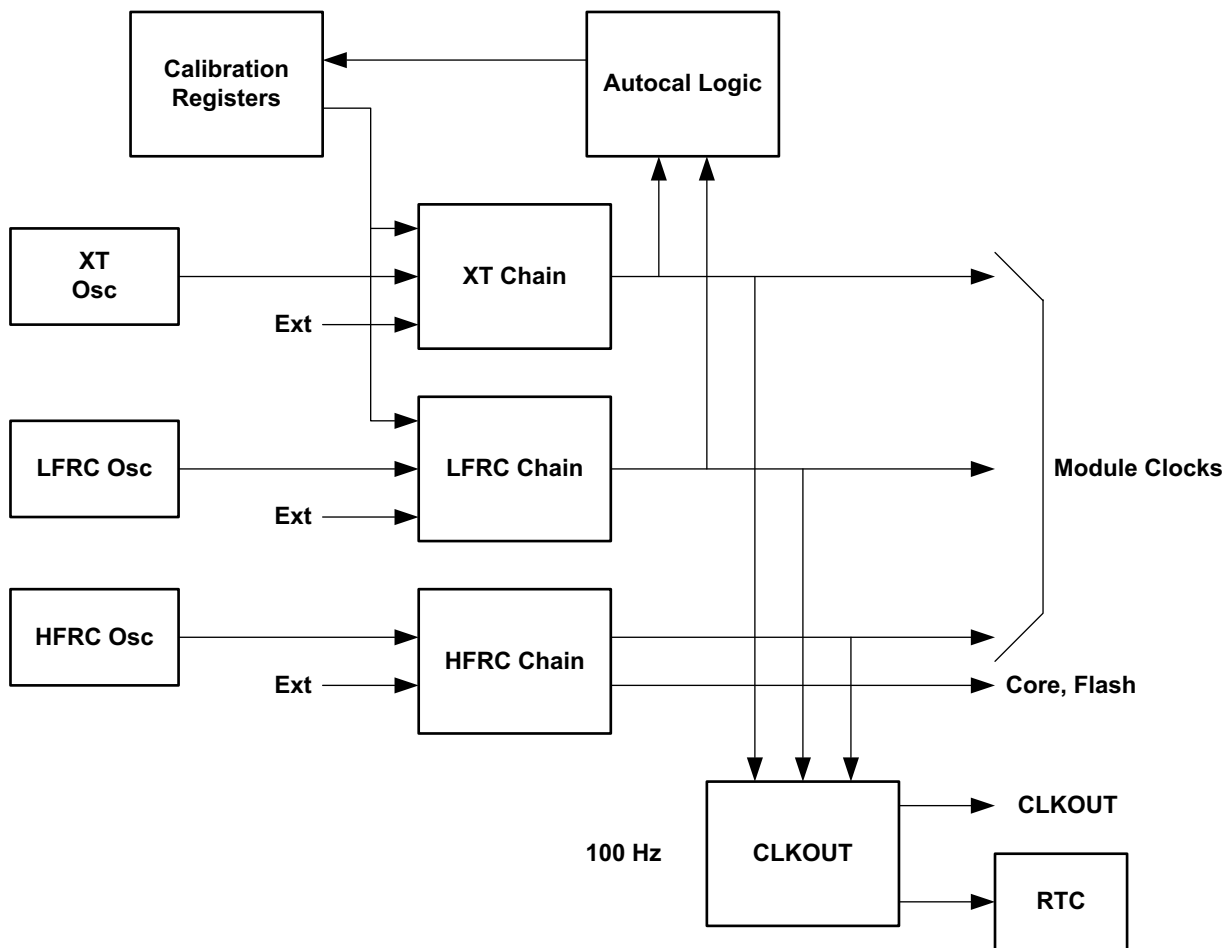 Calibration
Registers
Autocal Logic
XT
Osc
XT Chain
Ext
LFRC Osc
LFRC Chain
Module Clocks
Ext
HFRC Osc
HFRC Chain
Ext
Core, Flash
CLKOUT
100 Hz
CLKOUT
RTC